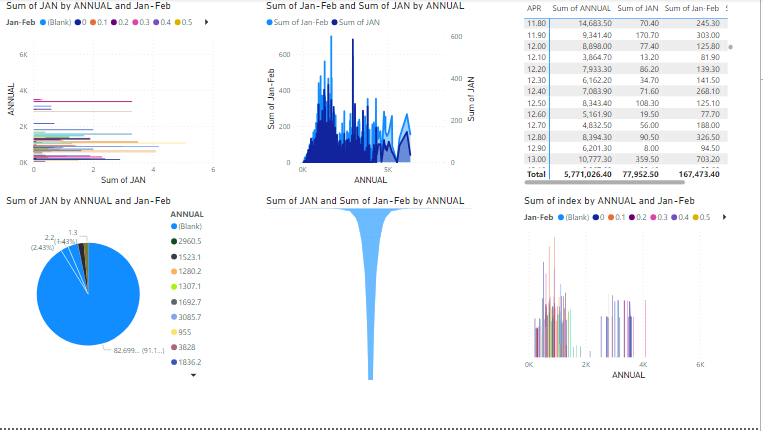 Sum of JAN by ANNUAL and Jan-Feb
Jan-Feb (Blank) 0 0.1 0.2 0.3 0.4 0.5
6K
4K
2K
0K
ANNUAL
0 2 4 6
Sum of JAN
Sum of Jan-Feb and Sum of JAN by ANNUAL
Sum of Jan-Feb Sum of JAN
600
400
200
0
Sum of Jan-Feb
600
400
200
0
Sum of JAN
0K 5K
ANNUAL
APR Sum of ANNUAL Sum of JAN Sum of Jan-Feb S
11.80 14,683.50 70.40 245.30
11.90 9,341.40 170.70 303.00
12.00 8,898.00 77.40 125.80
12.10 3,864.70 13.20 81.90
12.20 7,933.30 86.20 139.30
12.30 6,162.20 34.70 141.50
12.40 7,083.90 71.60 268.10
12.50 8,343.40 108.30 125.10
12.60 5,161.90 19.50 77.70
12.70 4,832.50 56.00 188.00
12.80 8,394.30 90.50 326.50
12.90 6,201.30 8.00 94.50
13.00 10,777.30 359.50 703.20
Total 5,771,026.40 77,952.50 167,473.40
Sum of JAN by ANNUAL and Jan-Feb
2.2
(2.43%)
1.3
(1.43%)
82.699... (91.1...)
ANNUAL
(Blank)
2960.5
1523.1
1280.2
1307.1
1692.7
3085.7
955
3828
1836.2
Sum of JAN and Sum of Jan-Feb by ANNUAL
Sum of index by ANNUAL and Jan-Feb
Jan-Feb (Blank) 0 0.1 0.2 0.3 0.4 0.5
0K 2K 4K 6K
ANNUAL